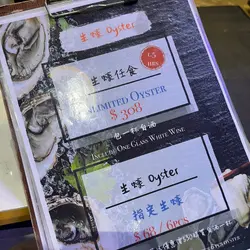 生蠔 Oyster
1.5
HRS
生蠔任食
UNLIMITED OYSTER
$ 308
包一杯白酒
INCLUDE ONE GLASS WHITE WINE
生蠔 Oyster
指定生蠔
$ 68 / 6PCS